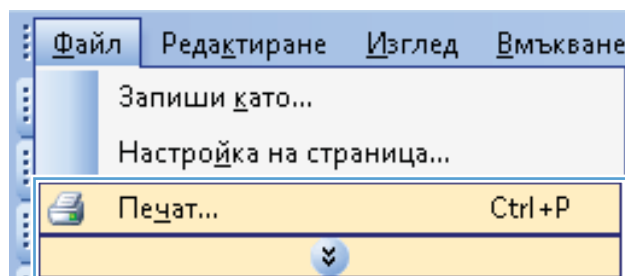 Файл Редактиране Изглед Вмъкване
Запиши като...
Настройка на страница...
Печат... Ctrl+P